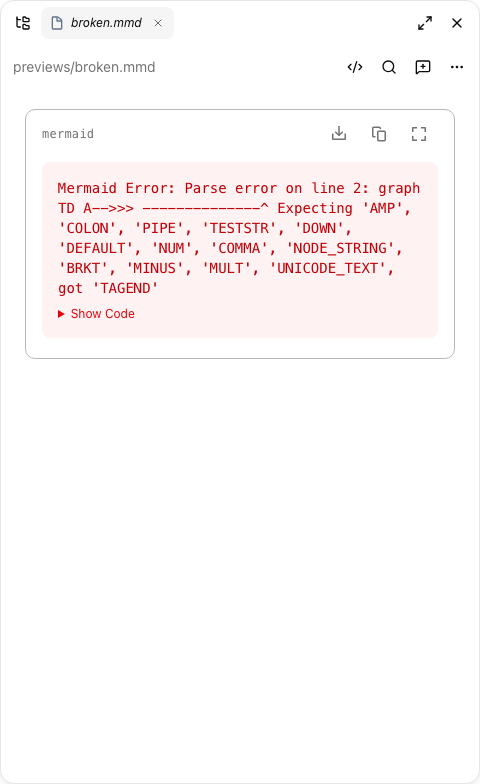 broken.mmd
previews/broken.mmd
mermaid
Mermaid Error: Parse error on line 2: graph
TD A-->>> --------------^ Expecting 'AMP',
'COLON', 'PIPE', 'TESTSTR', 'DOWN',
'DEFAULT', 'NUM', 'COMMA', 'NODE_STRING',
'BRKT', 'MINUS', 'MULT', 'UNICODE_TEXT',
got 'TAGEND'
Show Code